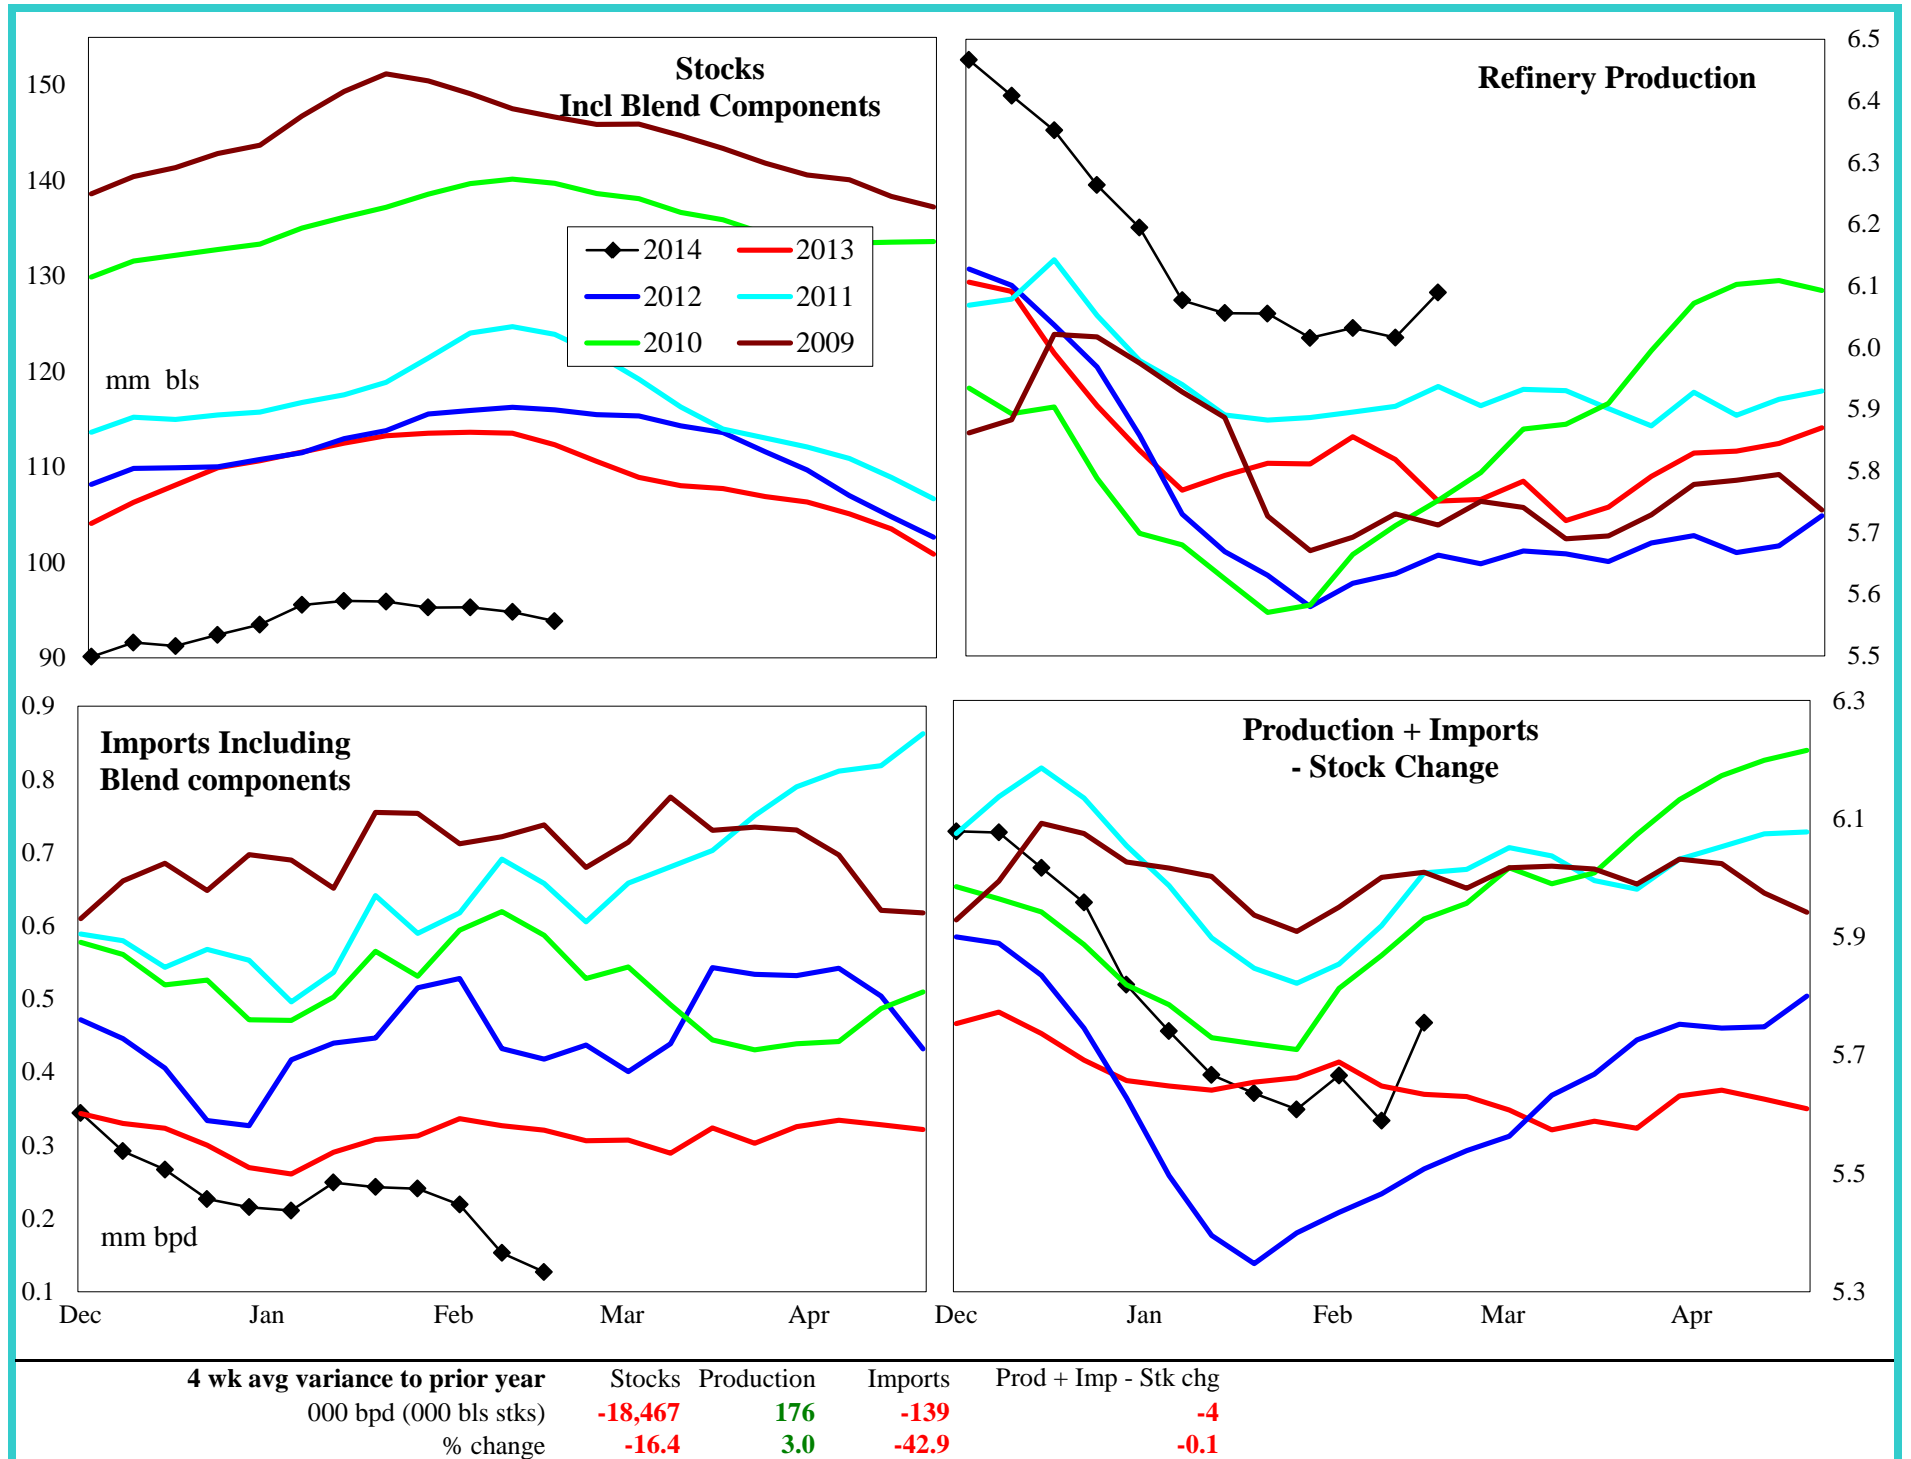 Stocks
Incl Blend Components
150
140
130
120
110
100
90
mm bls
2014 2013
2012 2011
2010 2009
Refinery Production
6.5
6.4
6.3
6.2
6.1
6.0
5.9
5.8
5.7
5.6
5.5
Imports Including
Blend components
0.9
0.8
0.7
0.6
0.5
0.4
0.3
0.2
0.1
mm bpd
Dec Jan Feb Mar Apr
Production + Imports
- Stock Change
6.3
6.1
5.9
5.7
5.5
5.3
Dec Jan Feb Mar Apr
4 wk avg variance to prior year Stocks Production Imports Prod + Imp - Stk chg
000 bpd (000 bls stks) -18,467 176 -139 -4
% change -16.4 3.0 -42.9 -0.1